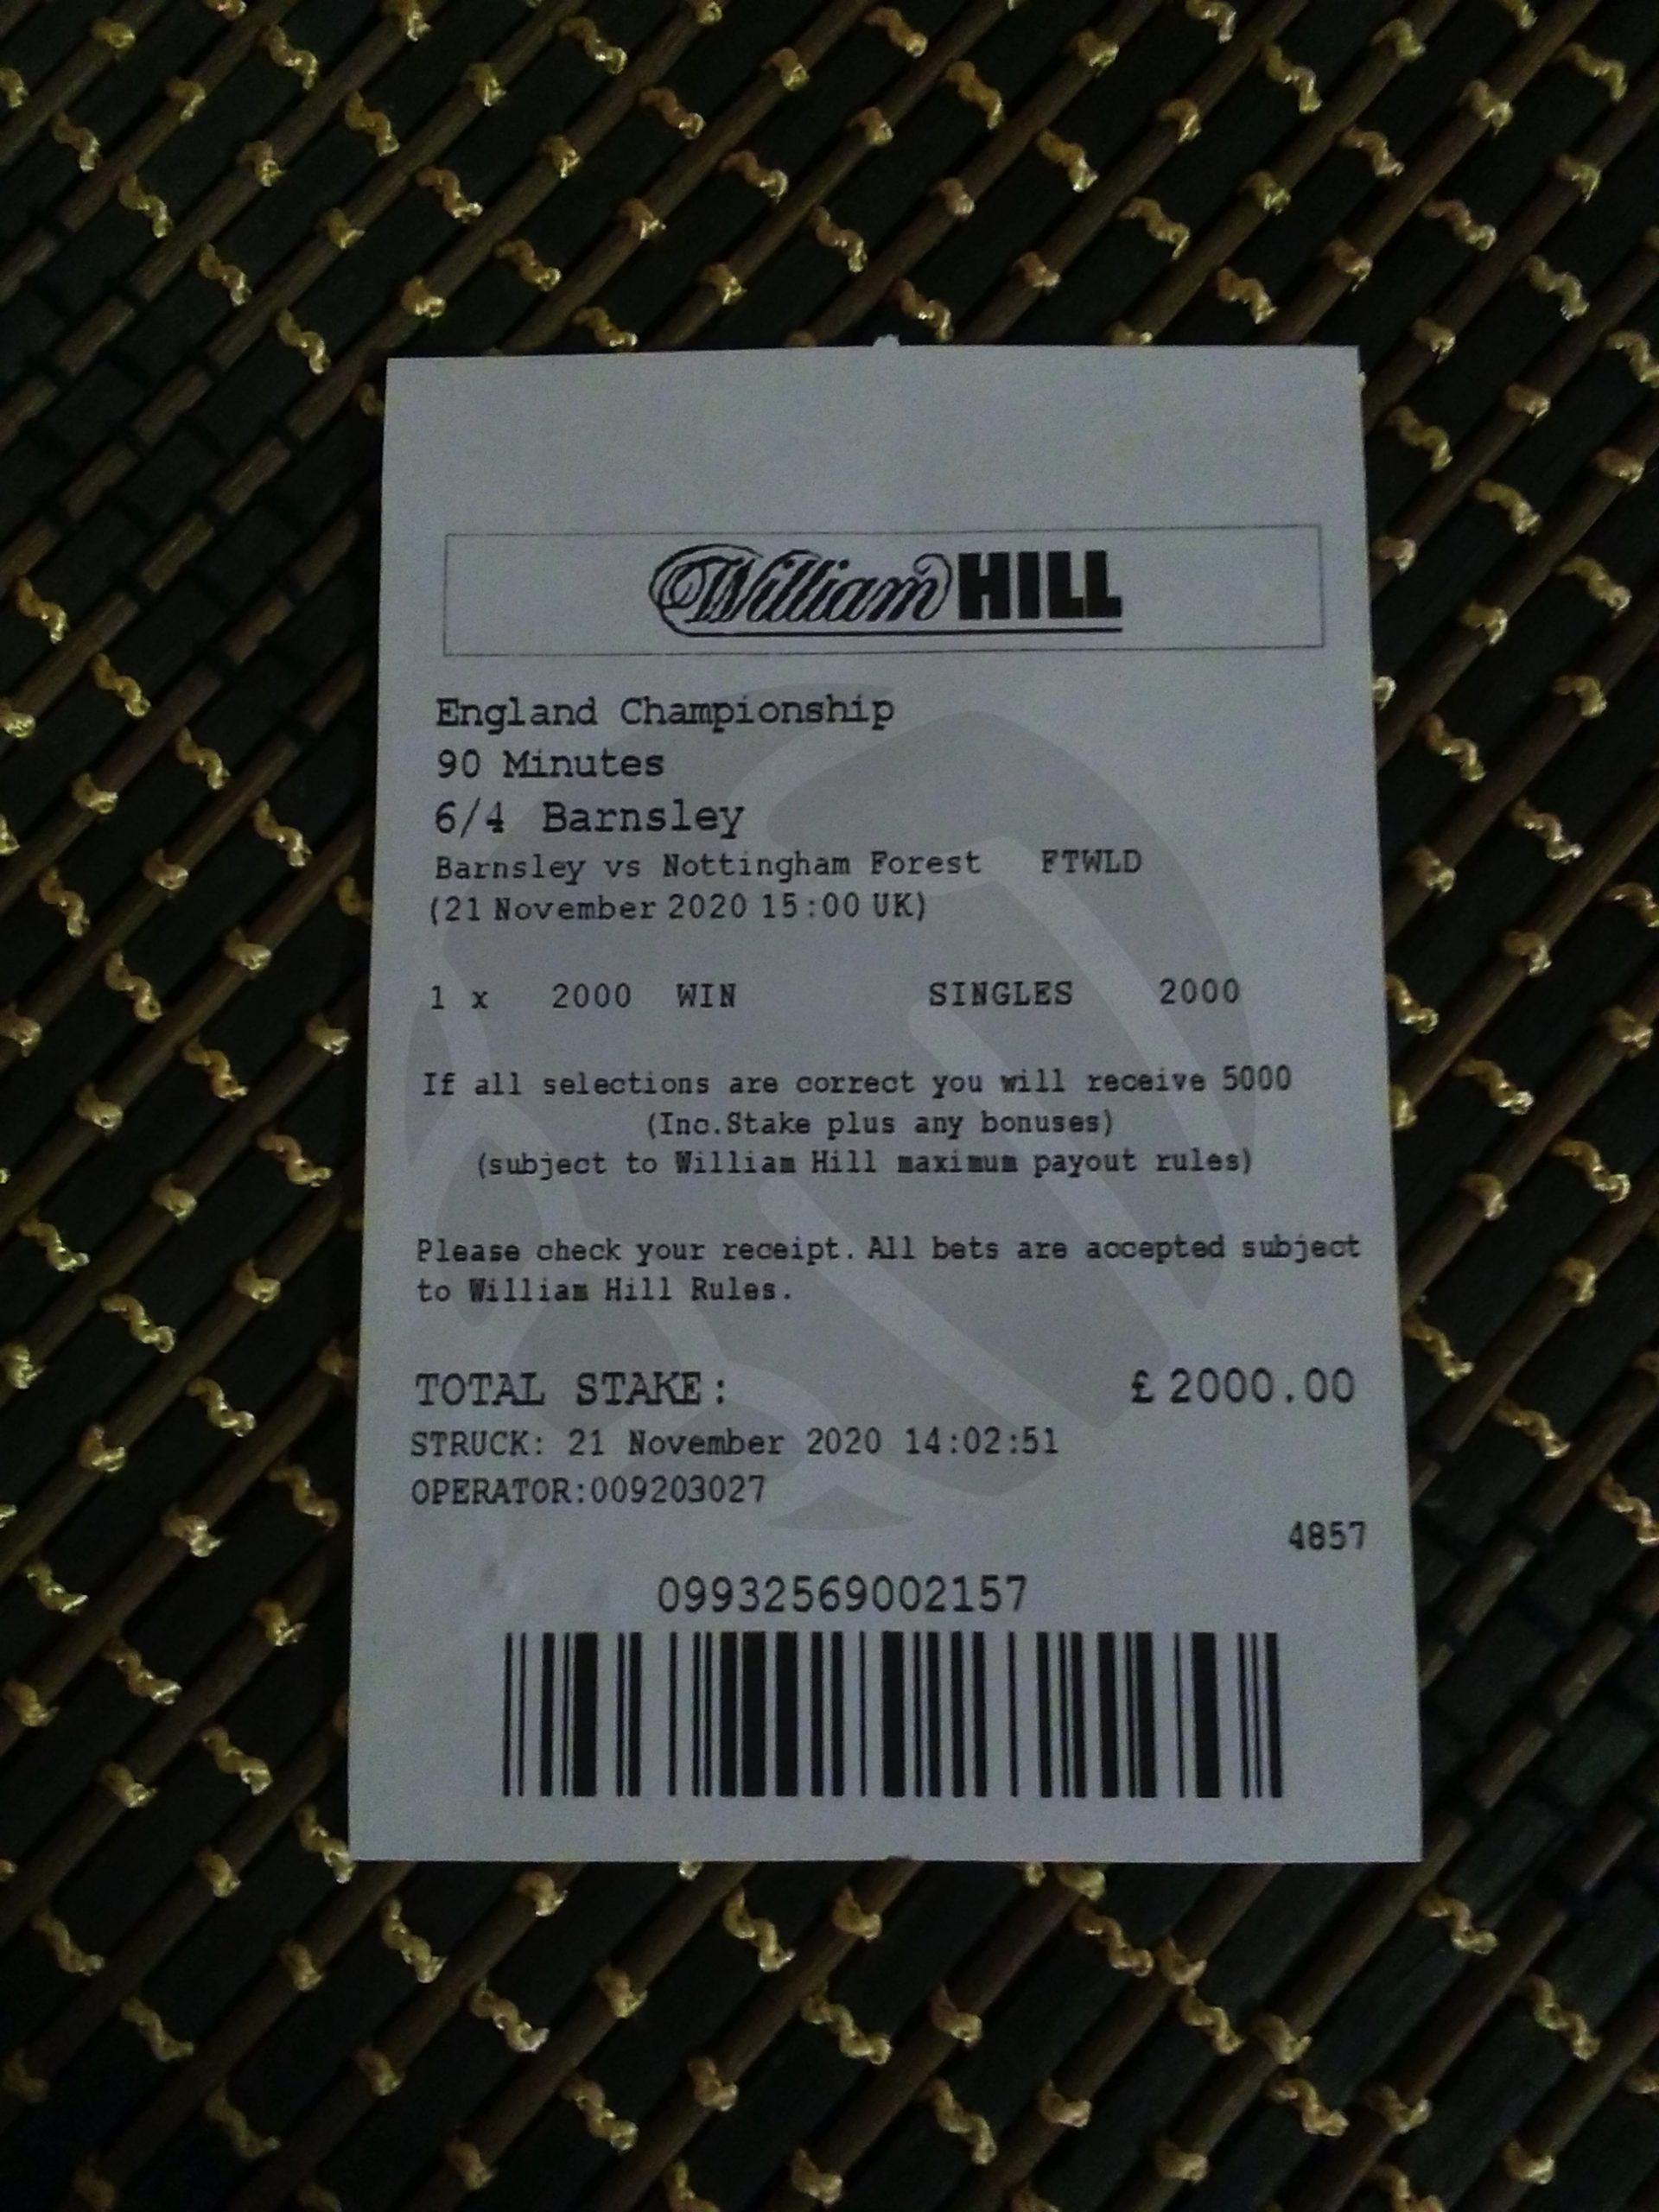 William HILL
England Championship
90 Minutes
6/4 Barnsley
Barnsley vs Nottingham Forest FTWLD
(21 November 2020 15:00 UK)
1 x 2000 WIN SINGLES 2000
If all selections are correct you will receive 5000
(Inc.Stake plus any bonuses)
(subject to William Hill maximum payout rules)
Please check your receipt. All bets are accepted subject
to William Hill Rules.
TOTAL STAKE: £ 2000.00
STRUCK: 21 November 2020 14:02:51
OPERATOR:009203027
4857
09932569002157